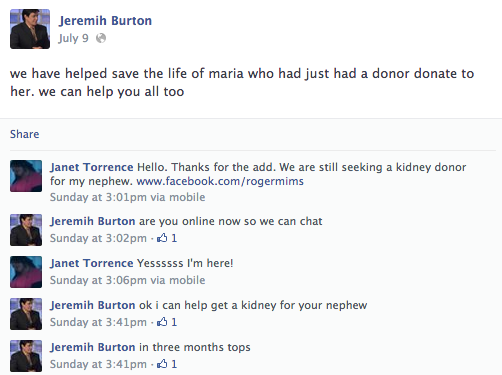 Jeremih Burton
July 9
we have helped save the life of maria who had just had a donor donate to
her. we can help you all too
Share
Janet Torrence Hello. Thanks for the add. We are still seeking a kidney donor
for my nephew. www.facebook.com/rogermims
Sunday at 3:01pm via mobile
Jeremih Burton are you online now so we can chat
Sunday at 3:02pm · 1
Janet Torrence Yessssss I'm here!
Sunday at 3:06pm via mobile
Jeremih Burton ok i can help get a kidney for your nephew
Sunday at 3:41pm · 1
Jeremih Burton in three months tops
Sunday at 3:41pm · 1